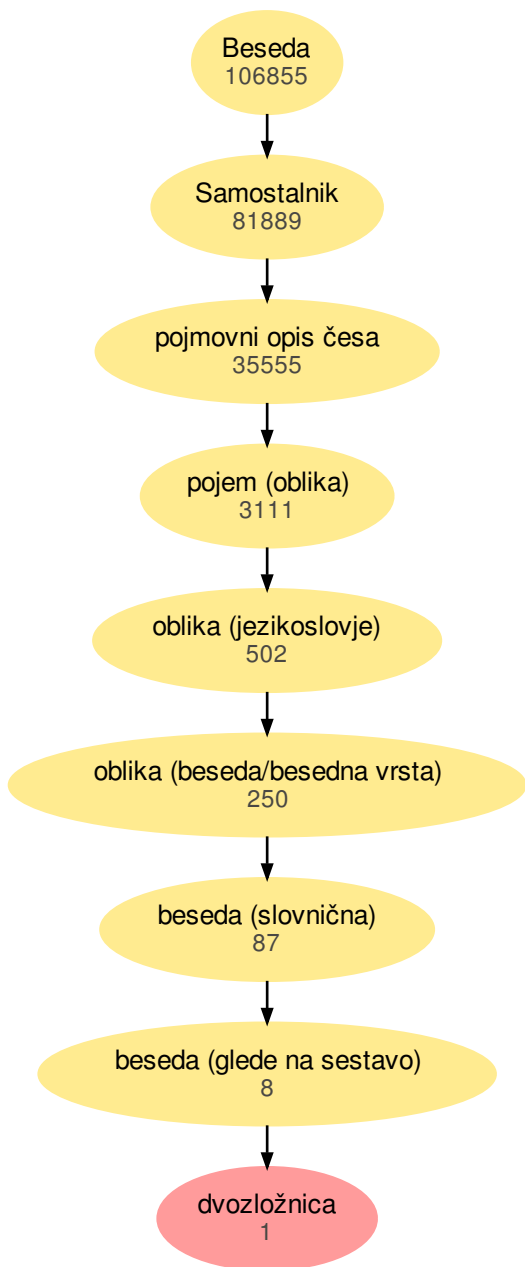 Beseda
106855
Samostalnik
81889
pojmovni opis česa
35555
pojem (oblika)
3111
oblika (jezikoslovje)
502
oblika (beseda/besedna vrsta)
250
beseda (slovnična)
87
beseda (glede na sestavo)
8
dvozložnica
1